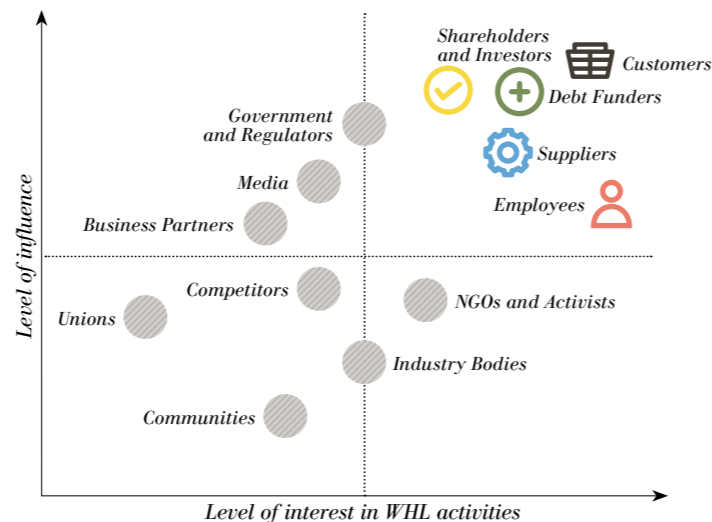 Shareholders
and Investors
Customers
Debt Funders
Government
and Regulators
Suppliers
Media
Employees
Business Partners
Level of influence
Competitors
NGOs and Activists
Unions
Industry Bodies
Communities
Level of interest in WHL activities